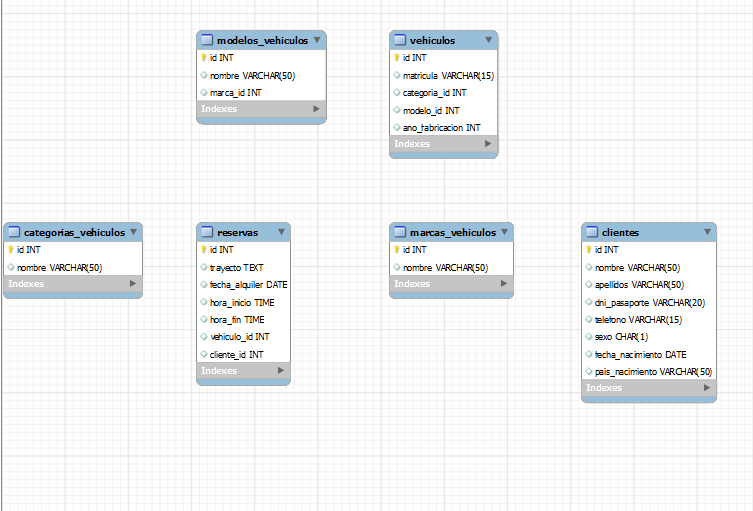 modelos_vehiculos
id INT
nombre VARCHAR(50)
marca_id INT
Indexes
vehiculos
id INT
matricula VARCHAR(15)
categoria_id INT
modelo_id INT
ano_fabricacion INT
Indexes
categorias_vehiculos
id INT
nombre VARCHAR(50)
Indexes
reservas
id INT
trayecto TEXT
fecha_alquiler DATE
hora_inicio TIME
hora_fin TIME
vehiculo_id INT
cliente_id INT
Indexes
marcas_vehiculos
id INT
nombre VARCHAR(50)
Indexes
clientes
id INT
nombre VARCHAR(50)
apellidos VARCHAR(50)
dni_pasaporte VARCHAR(20)
telefono VARCHAR(15)
sexo CHAR(1)
fecha_nacimiento DATE
pais_nacimiento VARCHAR(50)
Indexes